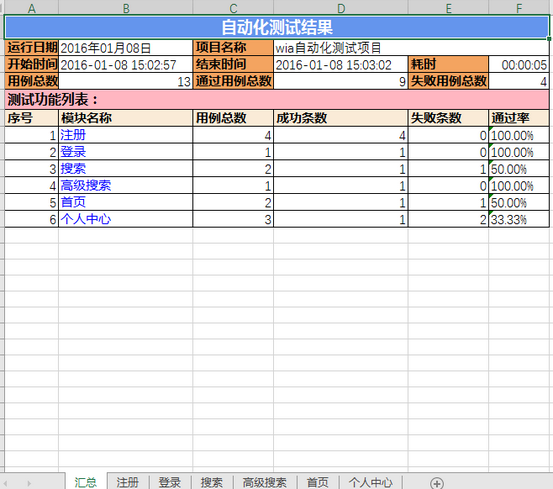 A B C D E F
自动化测试结果
运行日期 2016年01月08日 项目名称 wia自动化测试项目
开始时间 2016-01-08 15:02:57 结束时间 2016-01-08 15:03:02 耗时 00:00:05
用例总数 13 通过用例总数 9 失败用例总数 4
测试功能列表：
序号 模块名称 用例总数 成功条数 失败条数 通过率
1 注册 4 4 0 100.00%
2 登录 1 1 0 100.00%
3 搜索 2 1 1 50.00%
4 高级搜索 1 1 0 100.00%
5 首页 2 1 1 50.00%
6 个人中心 3 1 2 33.33%
汇总 注册 登录 搜索 高级搜索 首页 个人中心